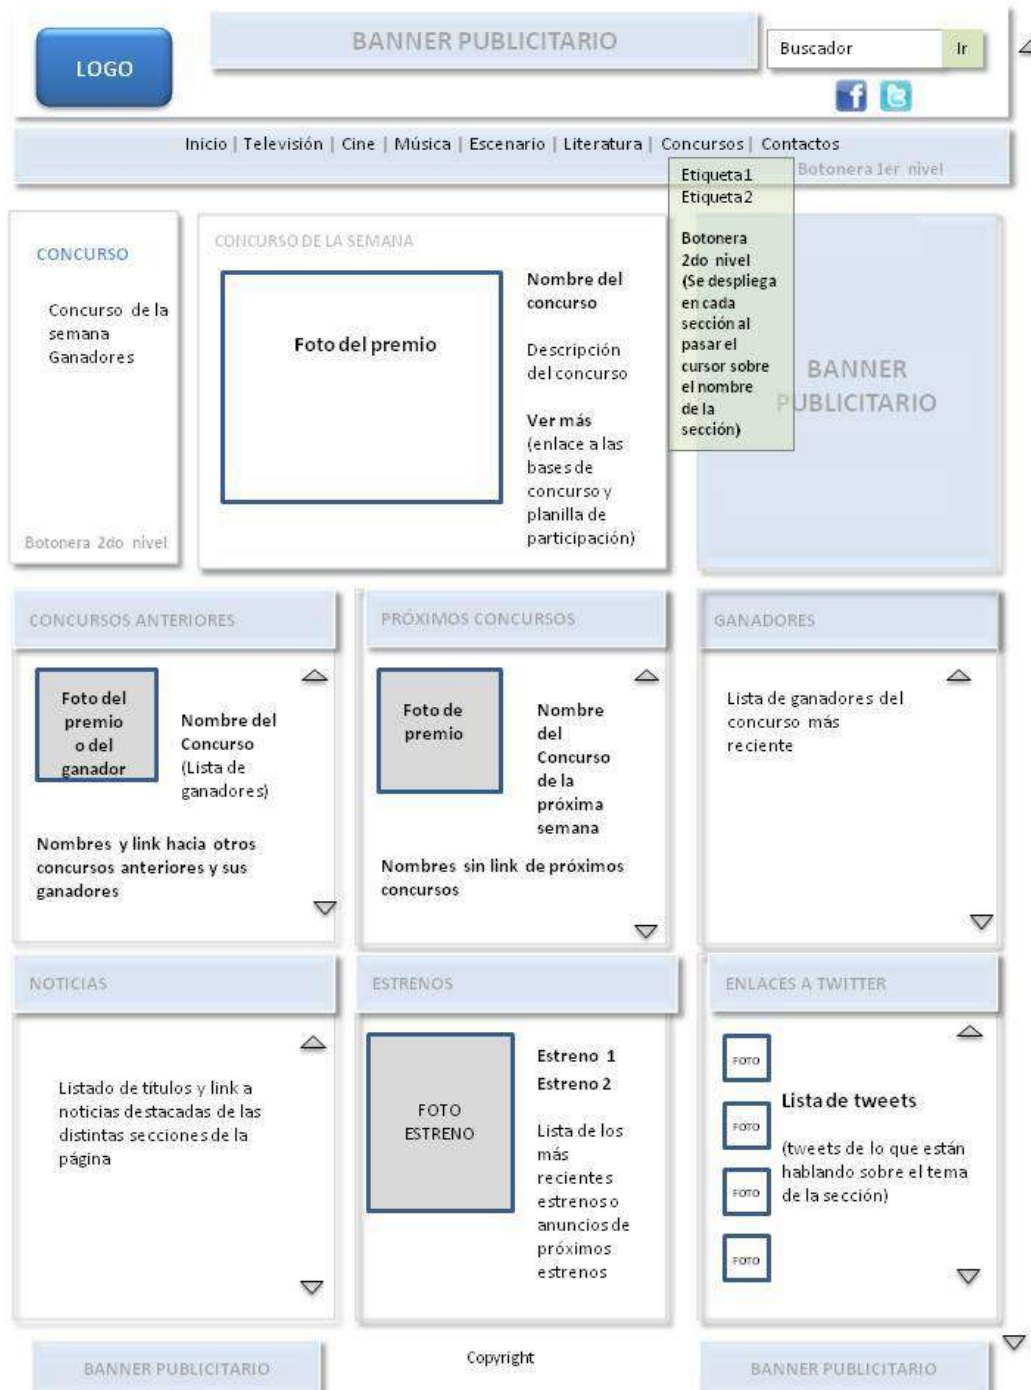 LOGO
BANNER PUBLICITARIO
Buscador
Ir
Inicio | Televisión | Cine | Música | Escenario | Literatura | Concursos | Contactos
Botonera 1er nivel
Etiqueta1
Etiqueta2
Botonera
2do nivel
(Se despliega
en cada
sección al
pasar el
cursor sobre
el nombre
de la
sección)
CONCURSO
Concurso de la
semana
Ganadores
Botonera 2do nivel
CONCURSO DE LA SEMANA
Foto del premio
Nombre del
concurso
Descripción
del concurso
Ver más
(enlace a las
bases de
concurso y
planilla de
participación)
BANNER
PUBLICITARIO
CONCURSOS ANTERIORES
Foto del
premio
o del
ganador
Nombre del
Concurso
(Lista de
ganadores)
Nombres y link hacia otros
concursos anteriores y sus
ganadores
PRÓXIMOS CONCURSOS
Foto de
premio
Nombre
del
Concurso
de la
próxima
semana
Nombres sin link de próximos
concursos
GANADORES
Lista de ganadores del
concurso más
reciente
NOTICIAS
Listado de títulos y link a
noticias destacadas de las
distintas secciones de la
página
ESTRENOS
FOTO
ESTRENO
Estreno 1
Estreno 2
Lista de los
más
recientes
estrenos o
anuncios de
próximos
estrenos
ENLACES A TWITTER
FOTO
FOTO
FOTO
FOTO
Lista de tweets
(tweets de lo que están
hablando sobre el tema
de la sección)
BANNER PUBLICITARIO
Copyright
BANNER PUBLICITARIO